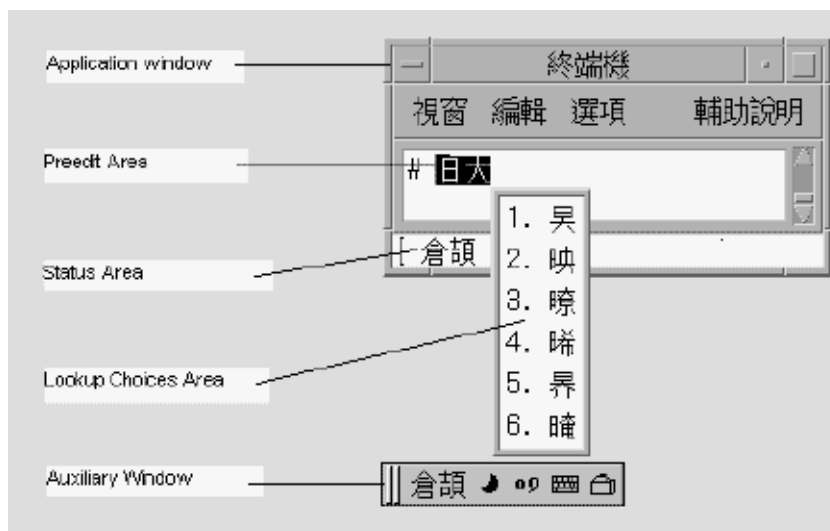 Application window
終端機
視窗 編輯 選項 輔助說明
Preedit Area
# 日大
Status Area
[ 倉頡
1. 昊
2. 映
3. 暸
4. 晞
5. 昦
6. 曈
Lookup Choices Area
Auxiliary Window
倉頡